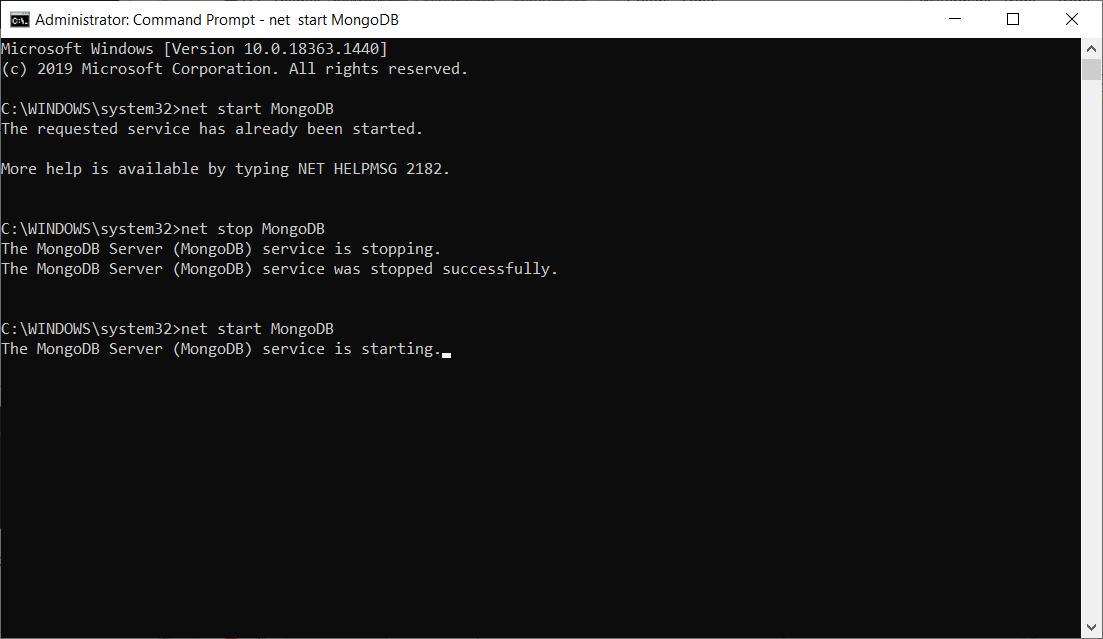 Administrator: Command Prompt - net  start MongoDB
Microsoft Windows [Version 10.0.18363.1440]
(c) 2019 Microsoft Corporation. All rights reserved.
C:\WINDOWS\system32>net start MongoDB
The requested service has already been started.
More help is available by typing NET HELPMSG 2182.
C:\WINDOWS\system32>net stop MongoDB
The MongoDB Server (MongoDB) service is stopping.
The MongoDB Server (MongoDB) service was stopped successfully.
C:\WINDOWS\system32>net start MongoDB
The MongoDB Server (MongoDB) service is starting.